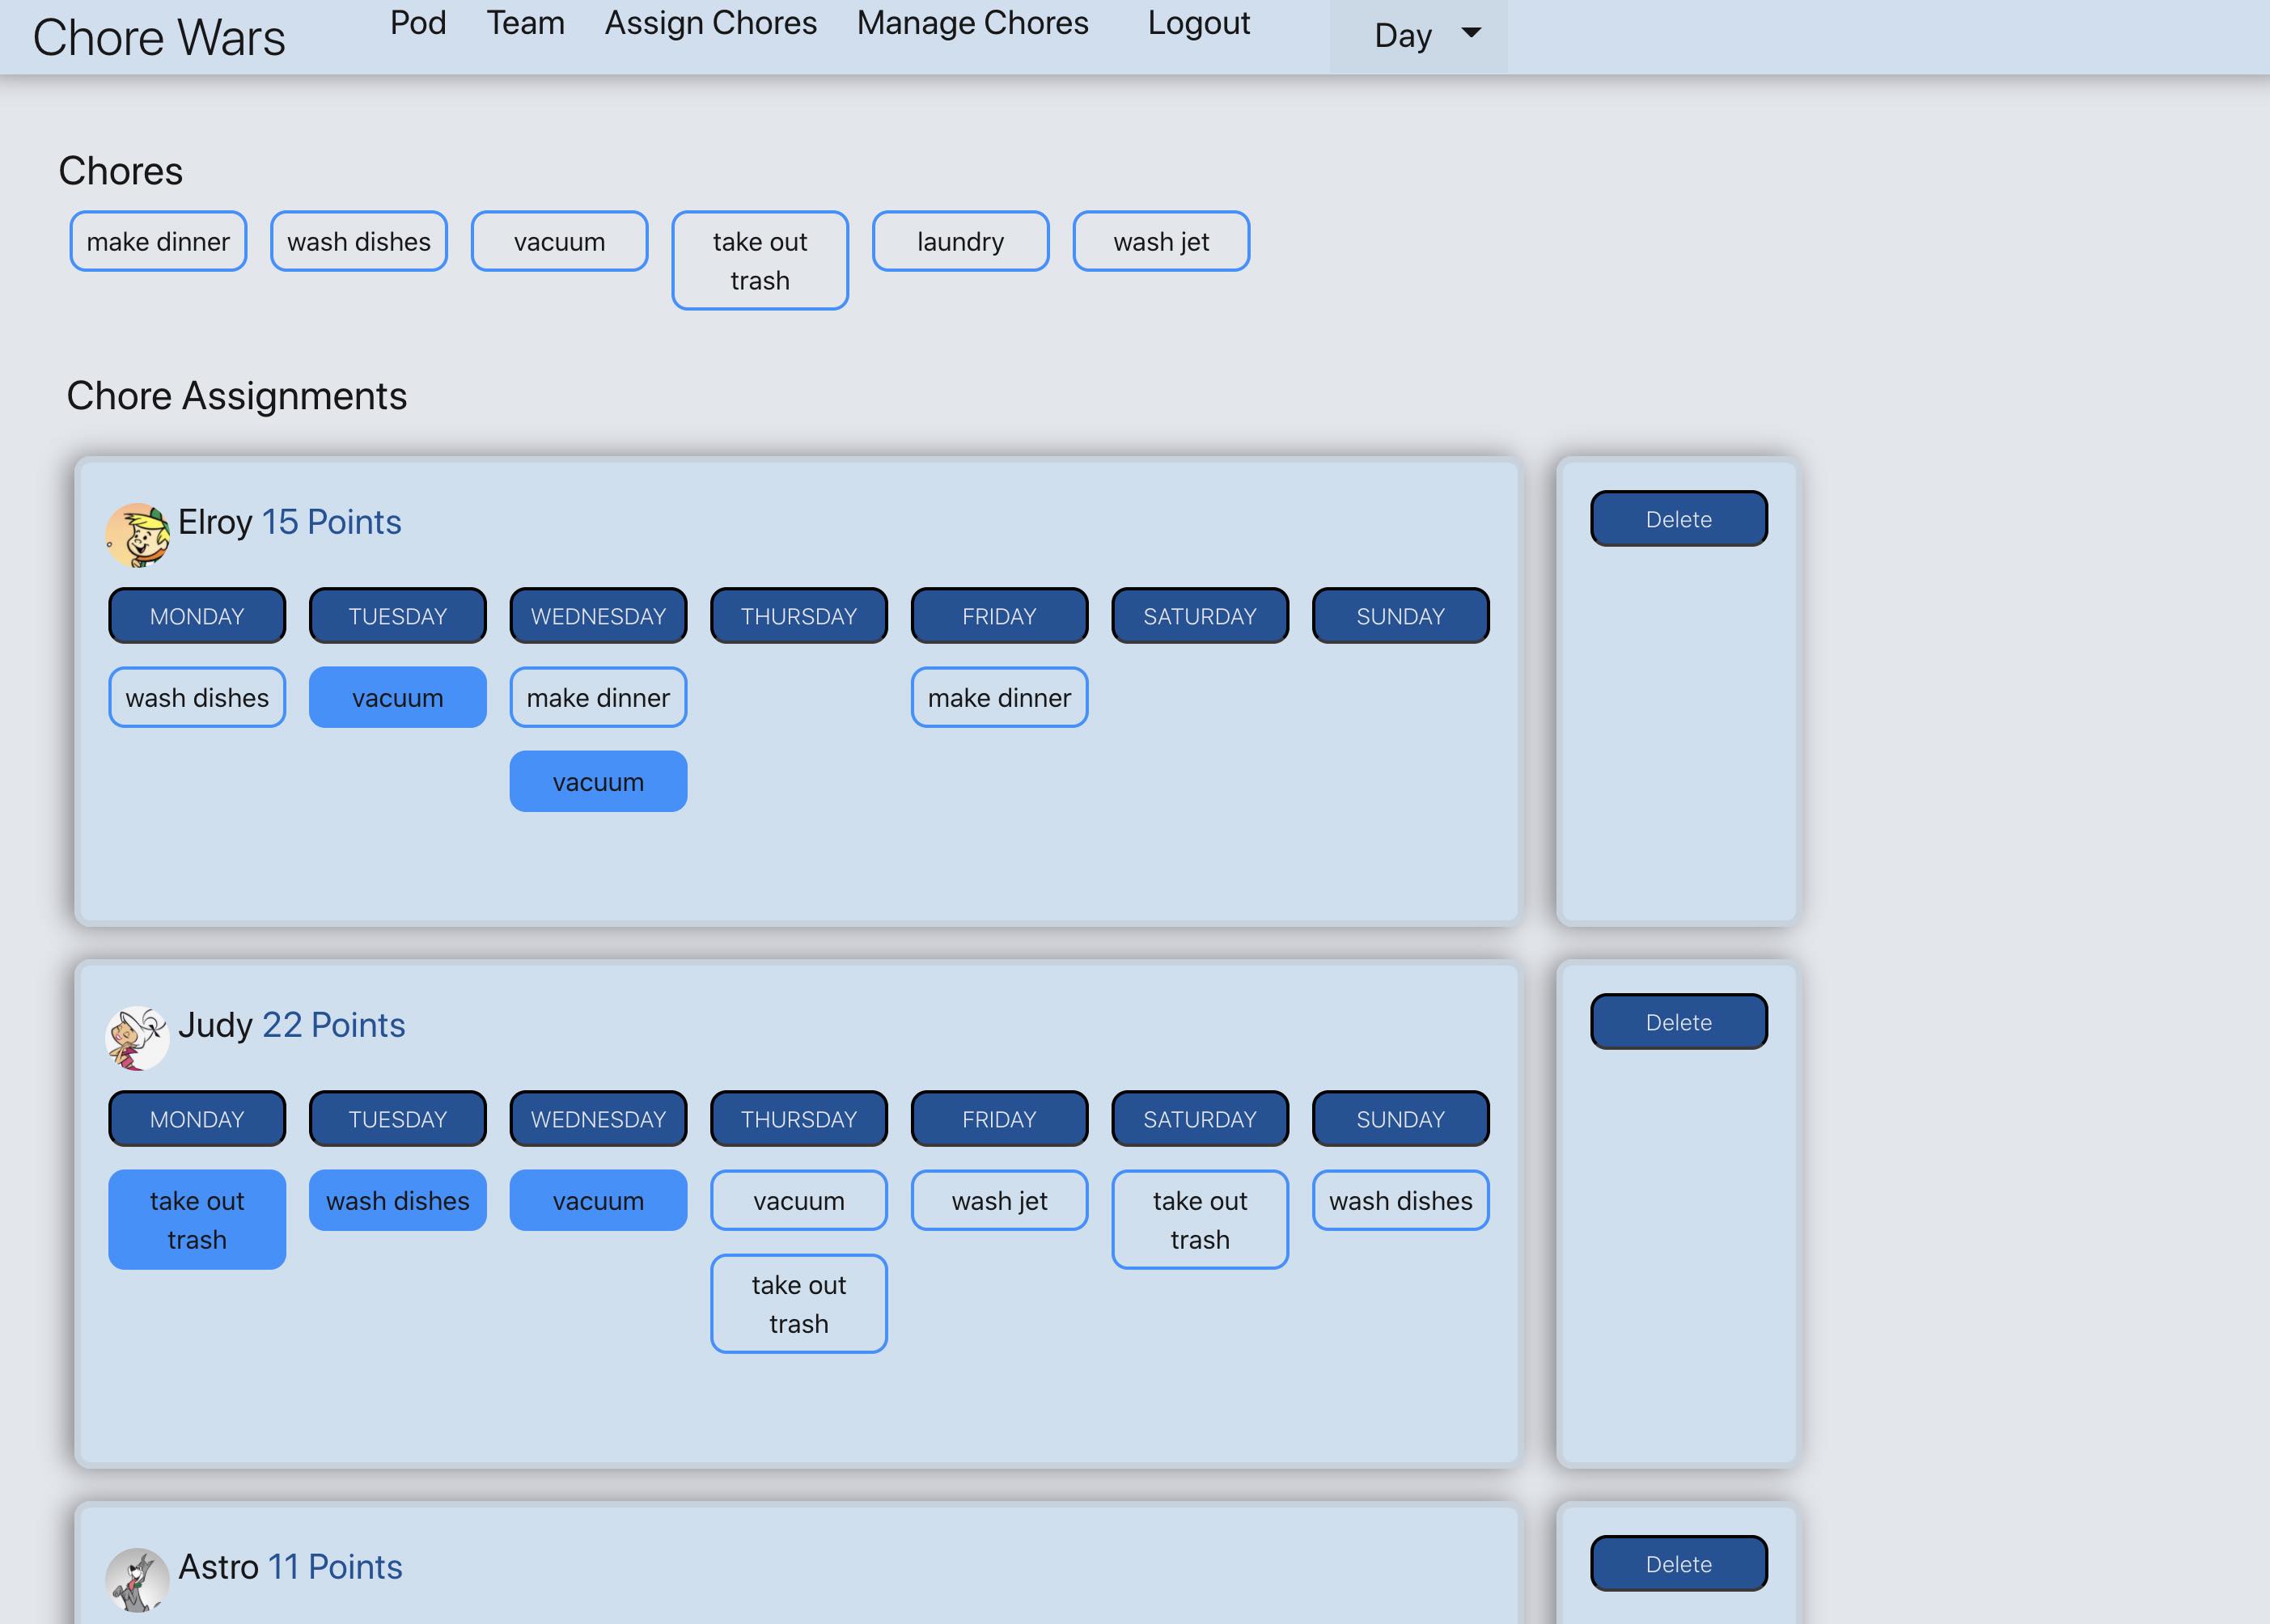 Chore Wars
Pod Team Assign Chores Manage Chores Logout Day
Chores
make dinner wash dishes vacuum take out laundry wash jet
trash
Chore Assignments
Elroy 15 Points
Delete
MONDAY TUESDAY WEDNESDAY THURSDAY FRIDAY SATURDAY SUNDAY
wash dishes vacuum make dinner make dinner
vacuum
Judy 22 Points
Delete
MONDAY TUESDAY WEDNESDAY THURSDAY FRIDAY SATURDAY SUNDAY
take out wash dishes vacuum vacuum wash jet take out wash dishes
trash trash
take out
trash
Astro 11 Points
Delete